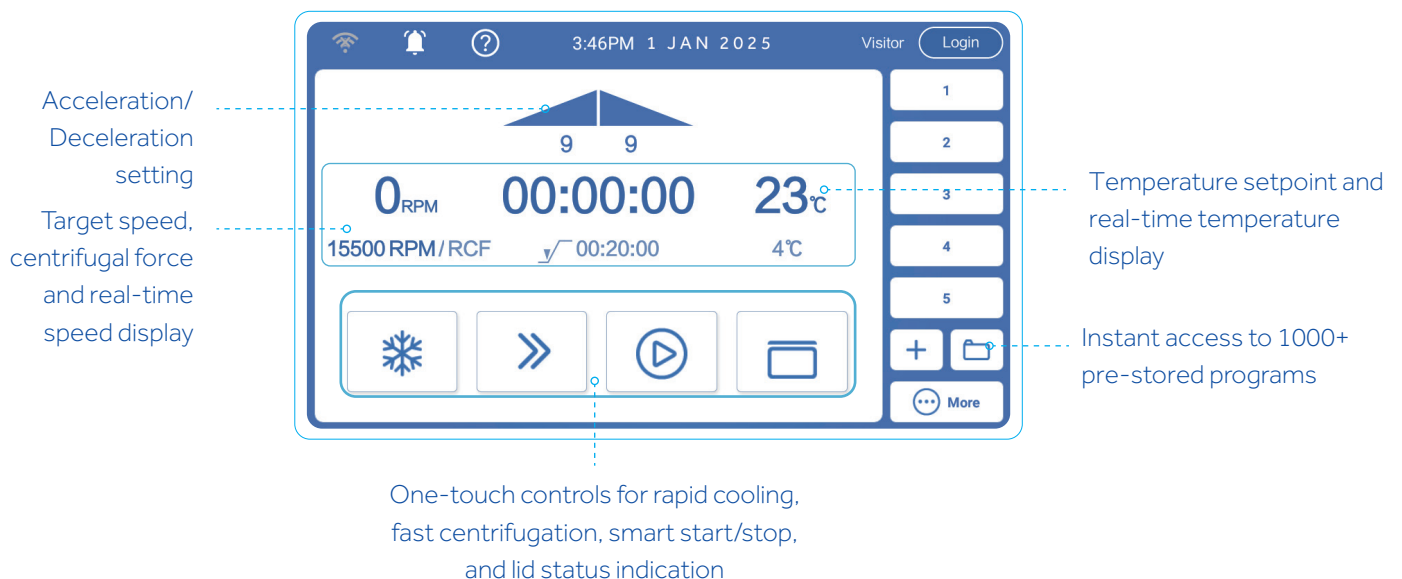 3:46PM 1 JAN 2025
Visitor
Login
Acceleration/
Deceleration
setting
9 9
Target speed,
centrifugal force
and real-time
speed display
0RPM
00:00:00
23℃
15500 RPM/RCF
00:20:00
4℃
1
2
3
4
5
More
Temperature setpoint and
real-time temperature
display
Instant access to 1000+
pre-stored programs
One-touch controls for rapid cooling,
fast centrifugation, smart start/stop,
and lid status indication